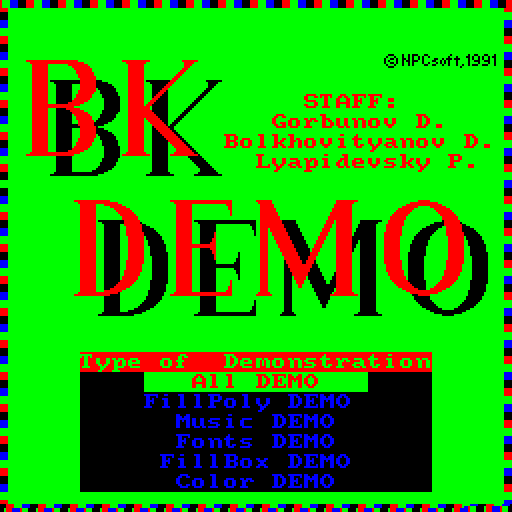 ©NPCsoft,1991
BK
STAFF:
Gorbunov D.
Bolkhovityanov D.
Lyapidevsky P.
DEMO
Type of Demonstration
All DEMO
FillPoly DEMO
Music DEMO
Fonts DEMO
FillBox DEMO
Color DEMO